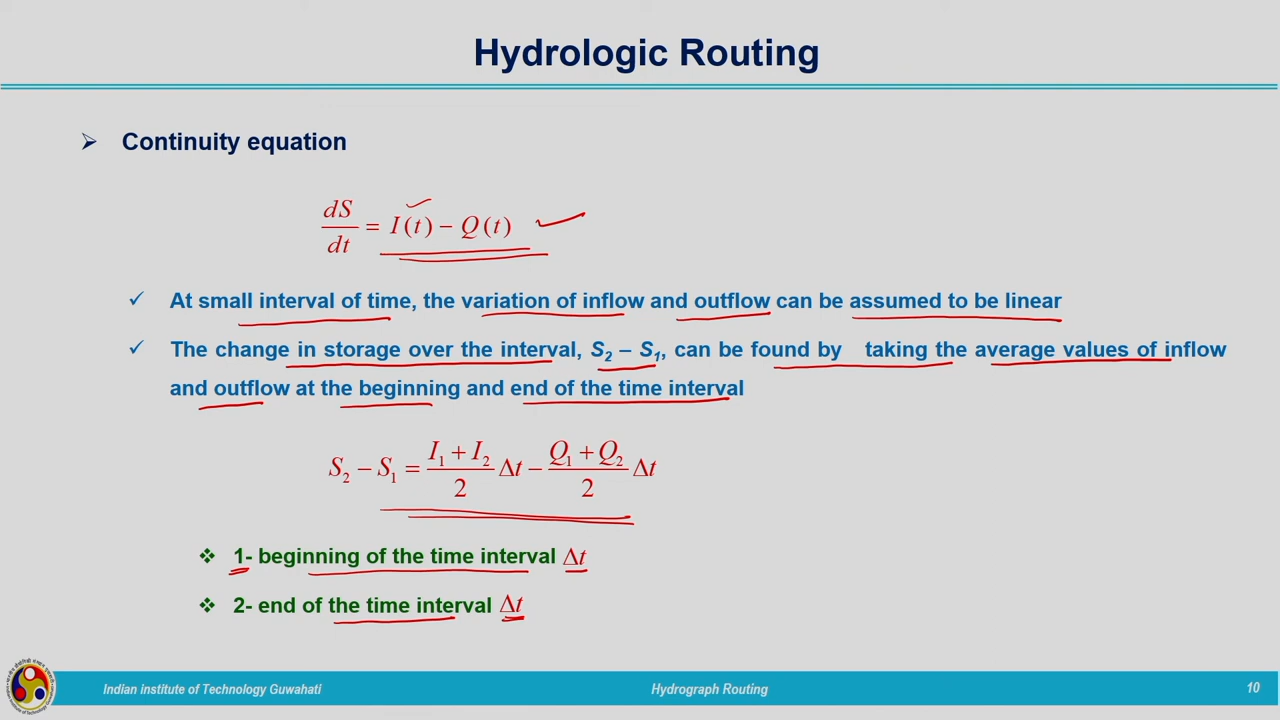 Hydrologic Routing
➢ Continuity equation
dS/dt = I(t) − Q(t)
✓ At small interval of time, the variation of inflow and outflow can be assumed to be linear
✓ The change in storage over the interval, S₂ – S₁, can be found by taking the average values of inflow
and outflow at the beginning and end of the time interval
S₂ − S₁ = (I₁ + I₂)/2 Δt − (Q₁ + Q₂)/2 Δt
❖ 1- beginning of the time interval Δt
❖ 2- end of the time interval Δt
Indian institute of Technology Guwahati Hydrograph Routing 10